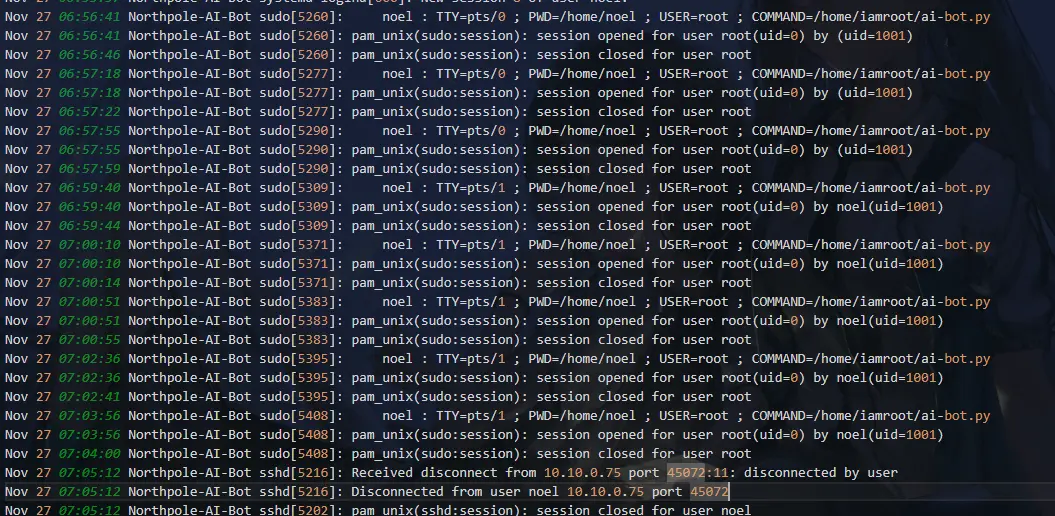 Nov 27 06:56:41 Northpole-AI-Bot sudo[5260]:     noel : TTY=pts/0 ; PWD=/home/noel ; USER=root ; COMMAND=/home/iamroot/ai-bot.py
Nov 27 06:56:41 Northpole-AI-Bot sudo[5260]: pam_unix(sudo:session): session opened for user root(uid=0) by (uid=1001)
Nov 27 06:56:46 Northpole-AI-Bot sudo[5260]: pam_unix(sudo:session): session closed for user root
Nov 27 06:57:18 Northpole-AI-Bot sudo[5277]:     noel : TTY=pts/0 ; PWD=/home/noel ; USER=root ; COMMAND=/home/iamroot/ai-bot.py
Nov 27 06:57:18 Northpole-AI-Bot sudo[5277]: pam_unix(sudo:session): session opened for user root(uid=0) by (uid=1001)
Nov 27 06:57:22 Northpole-AI-Bot sudo[5277]: pam_unix(sudo:session): session closed for user root
Nov 27 06:57:55 Northpole-AI-Bot sudo[5290]:     noel : TTY=pts/0 ; PWD=/home/noel ; USER=root ; COMMAND=/home/iamroot/ai-bot.py
Nov 27 06:57:55 Northpole-AI-Bot sudo[5290]: pam_unix(sudo:session): session opened for user root(uid=0) by (uid=1001)
Nov 27 06:57:59 Northpole-AI-Bot sudo[5290]: pam_unix(sudo:session): session closed for user root
Nov 27 06:59:40 Northpole-AI-Bot sudo[5309]:     noel : TTY=pts/1 ; PWD=/home/noel ; USER=root ; COMMAND=/home/iamroot/ai-bot.py
Nov 27 06:59:40 Northpole-AI-Bot sudo[5309]: pam_unix(sudo:session): session opened for user root(uid=0) by noel(uid=1001)
Nov 27 06:59:44 Northpole-AI-Bot sudo[5309]: pam_unix(sudo:session): session closed for user root
Nov 27 07:00:10 Northpole-AI-Bot sudo[5371]:     noel : TTY=pts/1 ; PWD=/home/noel ; USER=root ; COMMAND=/home/iamroot/ai-bot.py
Nov 27 07:00:10 Northpole-AI-Bot sudo[5371]: pam_unix(sudo:session): session opened for user root(uid=0) by noel(uid=1001)
Nov 27 07:00:14 Northpole-AI-Bot sudo[5371]: pam_unix(sudo:session): session closed for user root
Nov 27 07:00:51 Northpole-AI-Bot sudo[5383]:     noel : TTY=pts/1 ; PWD=/home/noel ; USER=root ; COMMAND=/home/iamroot/ai-bot.py
Nov 27 07:00:51 Northpole-AI-Bot sudo[5383]: pam_unix(sudo:session): session opened for user root(uid=0) by noel(uid=1001)
Nov 27 07:00:55 Northpole-AI-Bot sudo[5383]: pam_unix(sudo:session): session closed for user root
Nov 27 07:02:36 Northpole-AI-Bot sudo[5395]:     noel : TTY=pts/1 ; PWD=/home/noel ; USER=root ; COMMAND=/home/iamroot/ai-bot.py
Nov 27 07:02:36 Northpole-AI-Bot sudo[5395]: pam_unix(sudo:session): session opened for user root(uid=0) by noel(uid=1001)
Nov 27 07:02:41 Northpole-AI-Bot sudo[5395]: pam_unix(sudo:session): session closed for user root
Nov 27 07:03:56 Northpole-AI-Bot sudo[5408]:     noel : TTY=pts/1 ; PWD=/home/noel ; USER=root ; COMMAND=/home/iamroot/ai-bot.py
Nov 27 07:03:56 Northpole-AI-Bot sudo[5408]: pam_unix(sudo:session): session opened for user root(uid=0) by noel(uid=1001)
Nov 27 07:04:00 Northpole-AI-Bot sudo[5408]: pam_unix(sudo:session): session closed for user root
Nov 27 07:05:12 Northpole-AI-Bot sshd[5216]: Received disconnect from 10.10.0.75 port 45072:11: disconnected by user
Nov 27 07:05:12 Northpole-AI-Bot sshd[5216]: Disconnected from user noel 10.10.0.75 port 45072
Nov 27 07:05:12 Northpole-AI-Bot sshd[5202]: pam_unix(sshd:session): session closed for user noel